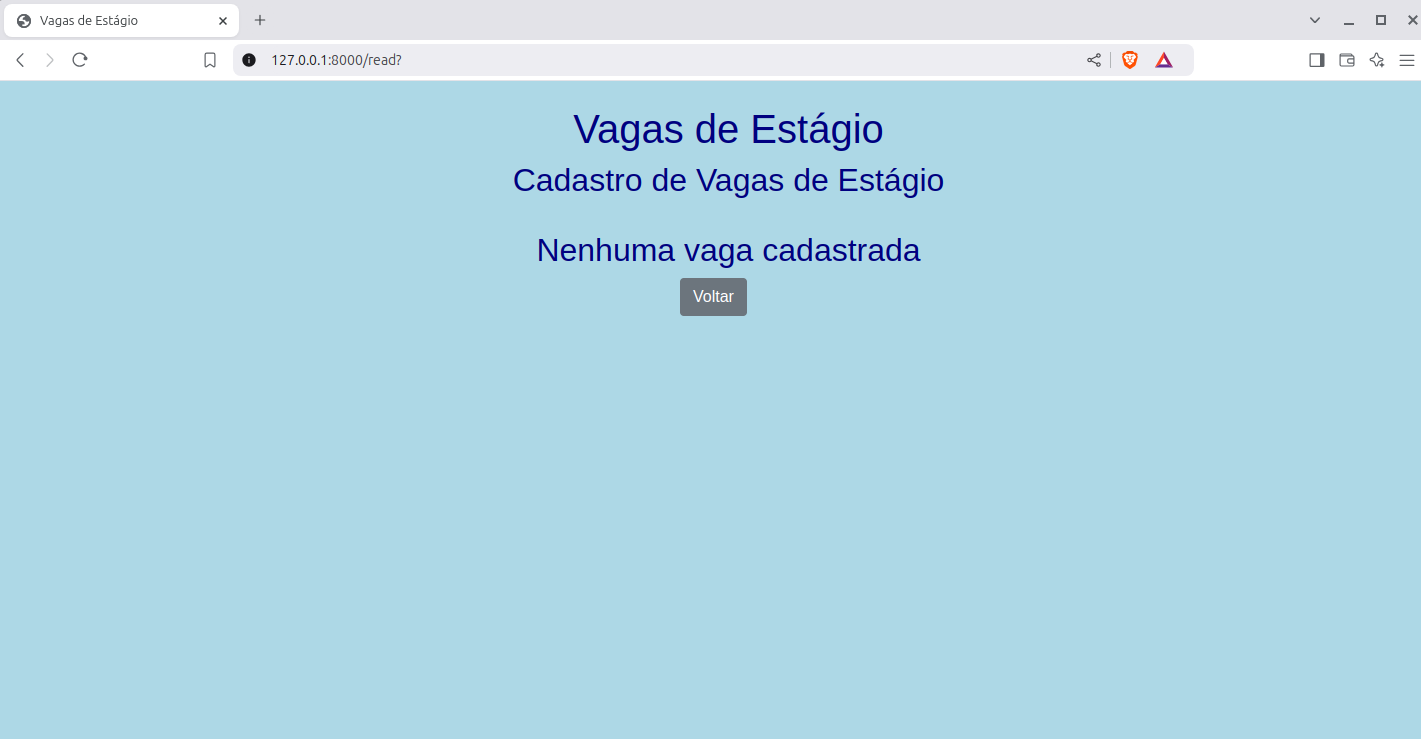 Vagas de Estágio
127.0.0.1:8000/read?
Vagas de Estágio
Cadastro de Vagas de Estágio
Nenhuma vaga cadastrada
Voltar